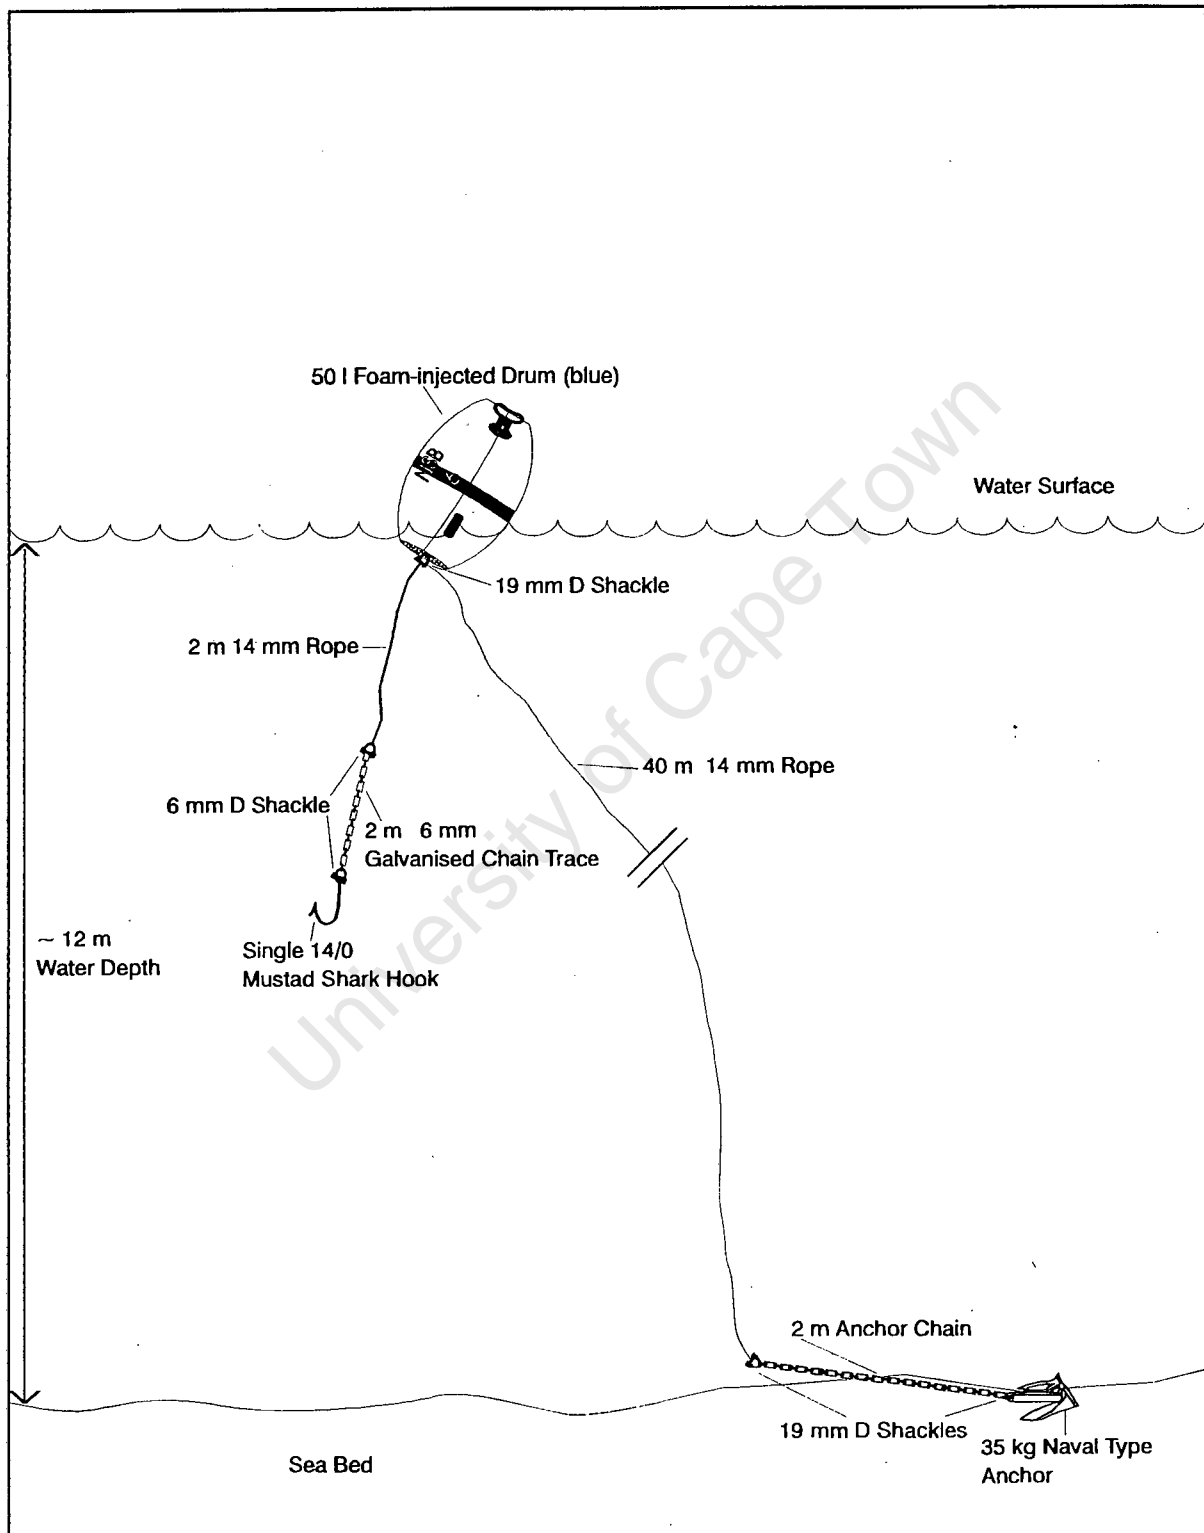 50 l Foam-injected Drum (blue)
NSB
Water Surface
19 mm D Shackle
2 m 14 mm Rope
40 m 14 mm Rope
6 mm D Shackle
2 m 6 mm
Galvanised Chain Trace
~ 12 m
Water Depth
Single 14/0
Mustad Shark Hook
2 m Anchor Chain
19 mm D Shackles
35 kg Naval Type
Anchor
Sea Bed
University of Cape Town